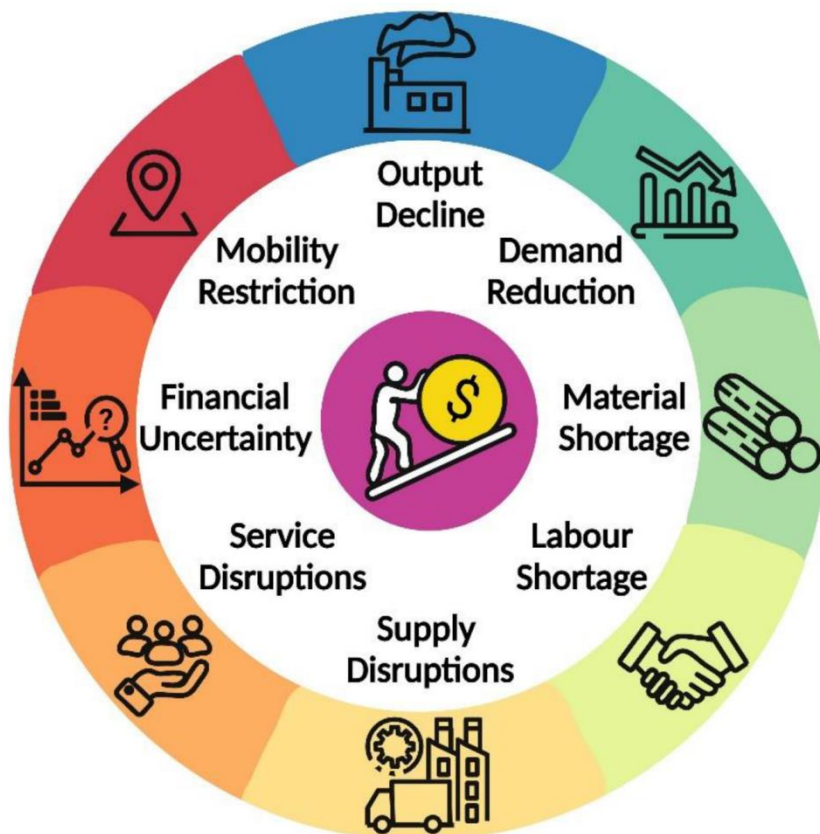 Output
Decline
Demand
Reduction
Material
Shortage
Labour
Shortage
Supply
Disruptions
Service
Disruptions
Financial
Uncertainty
Mobility
Restriction
$
?